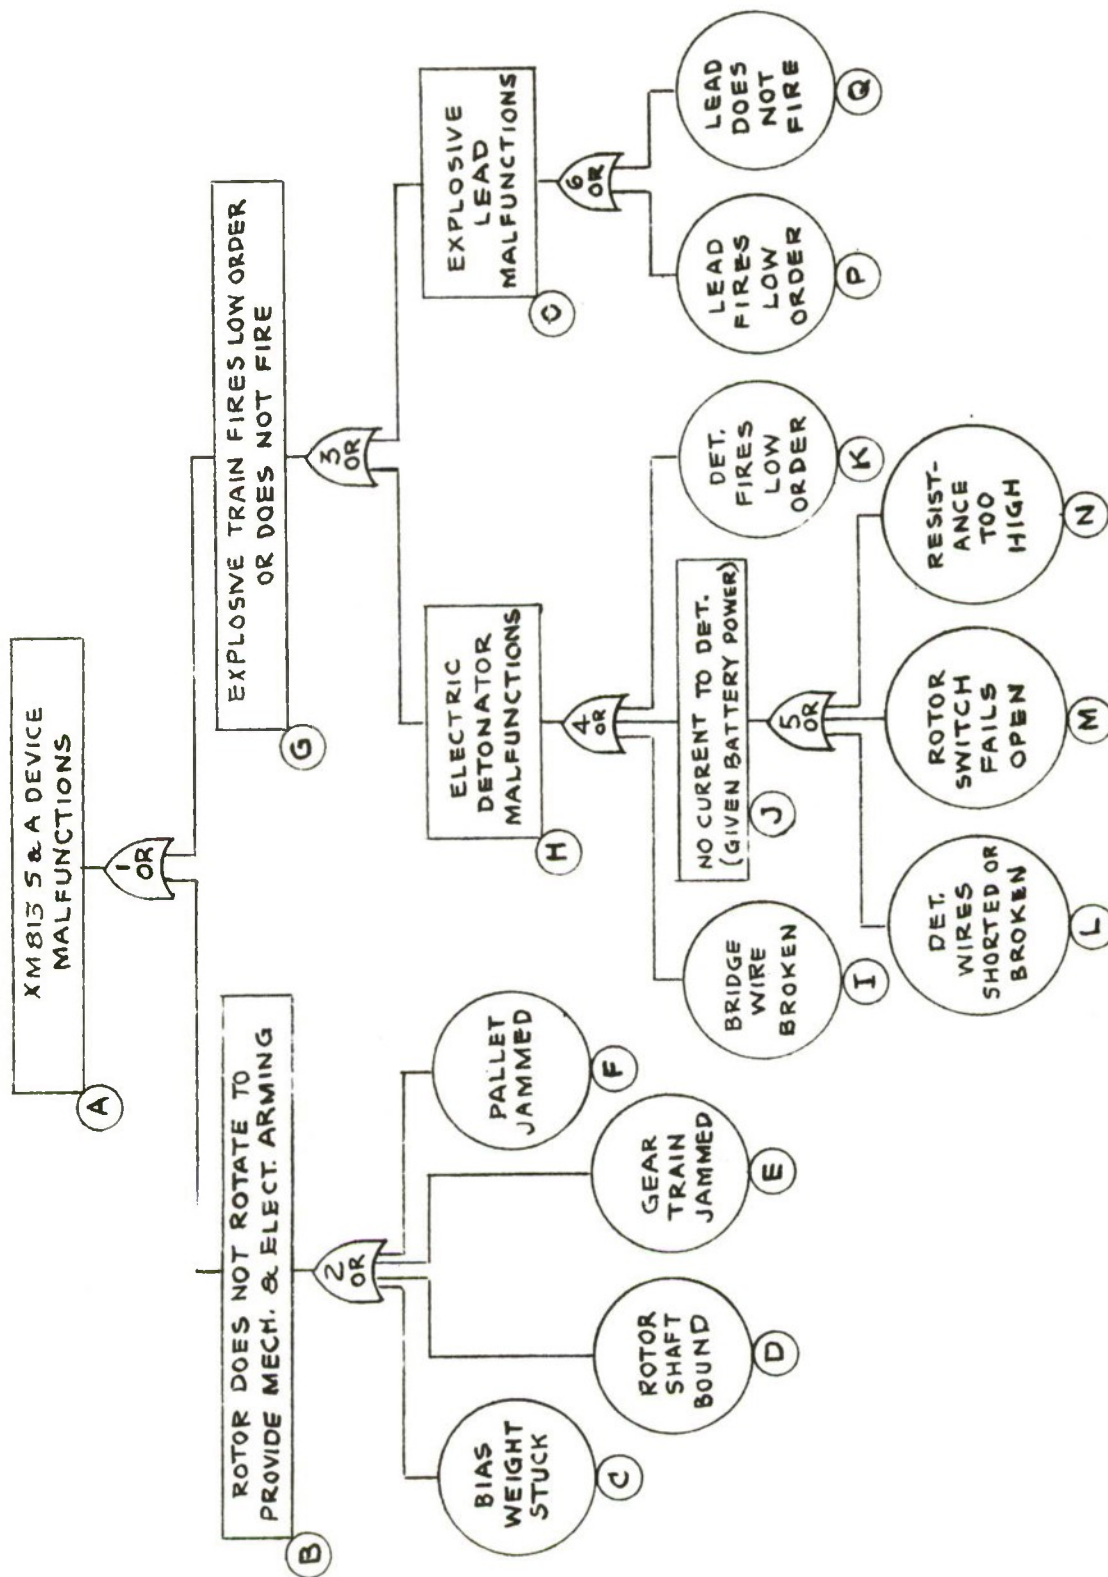 XM813 S & A DEVICE
MALFUNCTIONS
A
1
OR
ROTOR DOES NOT ROTATE TO
PROVIDE MECH. & ELECT. ARMING
B
2
OR
BIAS
WEIGHT
STUCK
C
ROTOR
SHAFT
BOUND
D
GEAR
TRAIN
JAMMED
E
PALLET
JAMMED
F
EXPLOSIVE TRAIN FIRES LOW ORDER
OR DOES NOT FIRE
G
3
OR
ELECTRIC
DETONATOR
MALFUNCTIONS
H
4
OR
BRIDGE
WIRE
BROKEN
I
NO CURRENT TO DET.
(GIVEN BATTERY POWER)
J
DET.
FIRES
LOW
ORDER
K
5
OR
DET.
WIRES
SHORTED OR
BROKEN
L
ROTOR
SWITCH
FAILS
OPEN
M
RESIST-
ANCE
TOO
HIGH
N
EXPLOSIVE
LEAD
MALFUNCTIONS
O
6
OR
LEAD
FIRES
LOW
ORDER
P
LEAD
DOES
NOT
FIRE
Q